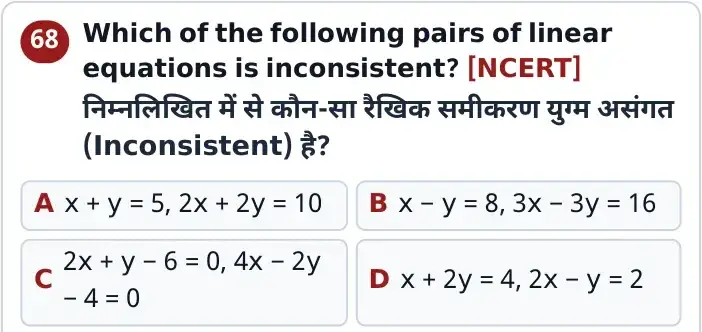 68 Which of the following pairs of linear
equations is inconsistent? [NCERT]
निम्नलिखित में से कौन-सा रैखिक समीकरण युग्म असंगत
(Inconsistent) है?
A x + y = 5, 2x + 2y = 10
B x − y = 8, 3x − 3y = 16
C 2x + y − 6 = 0, 4x − 2y
− 4 = 0
D x + 2y = 4, 2x − y = 2